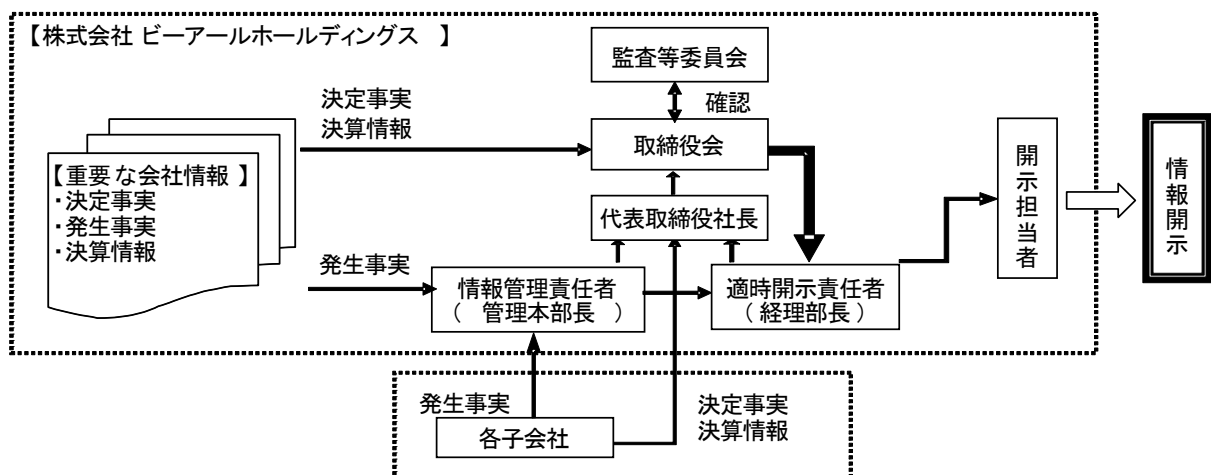 【株式会社 ビーアールホールディングス 】
監査等委員会
確認
決定事実
決算情報
取締役会
【重要な会社情報 】
・決定事実
・発生事実
・決算情報
代表取締役社長
発生事実
情報管理責任者
( 管理本部長 )
適時開示責任者
( 経理部長 )
開示担当者
情報開示
発生事実
各子会社
決定事実
決算情報